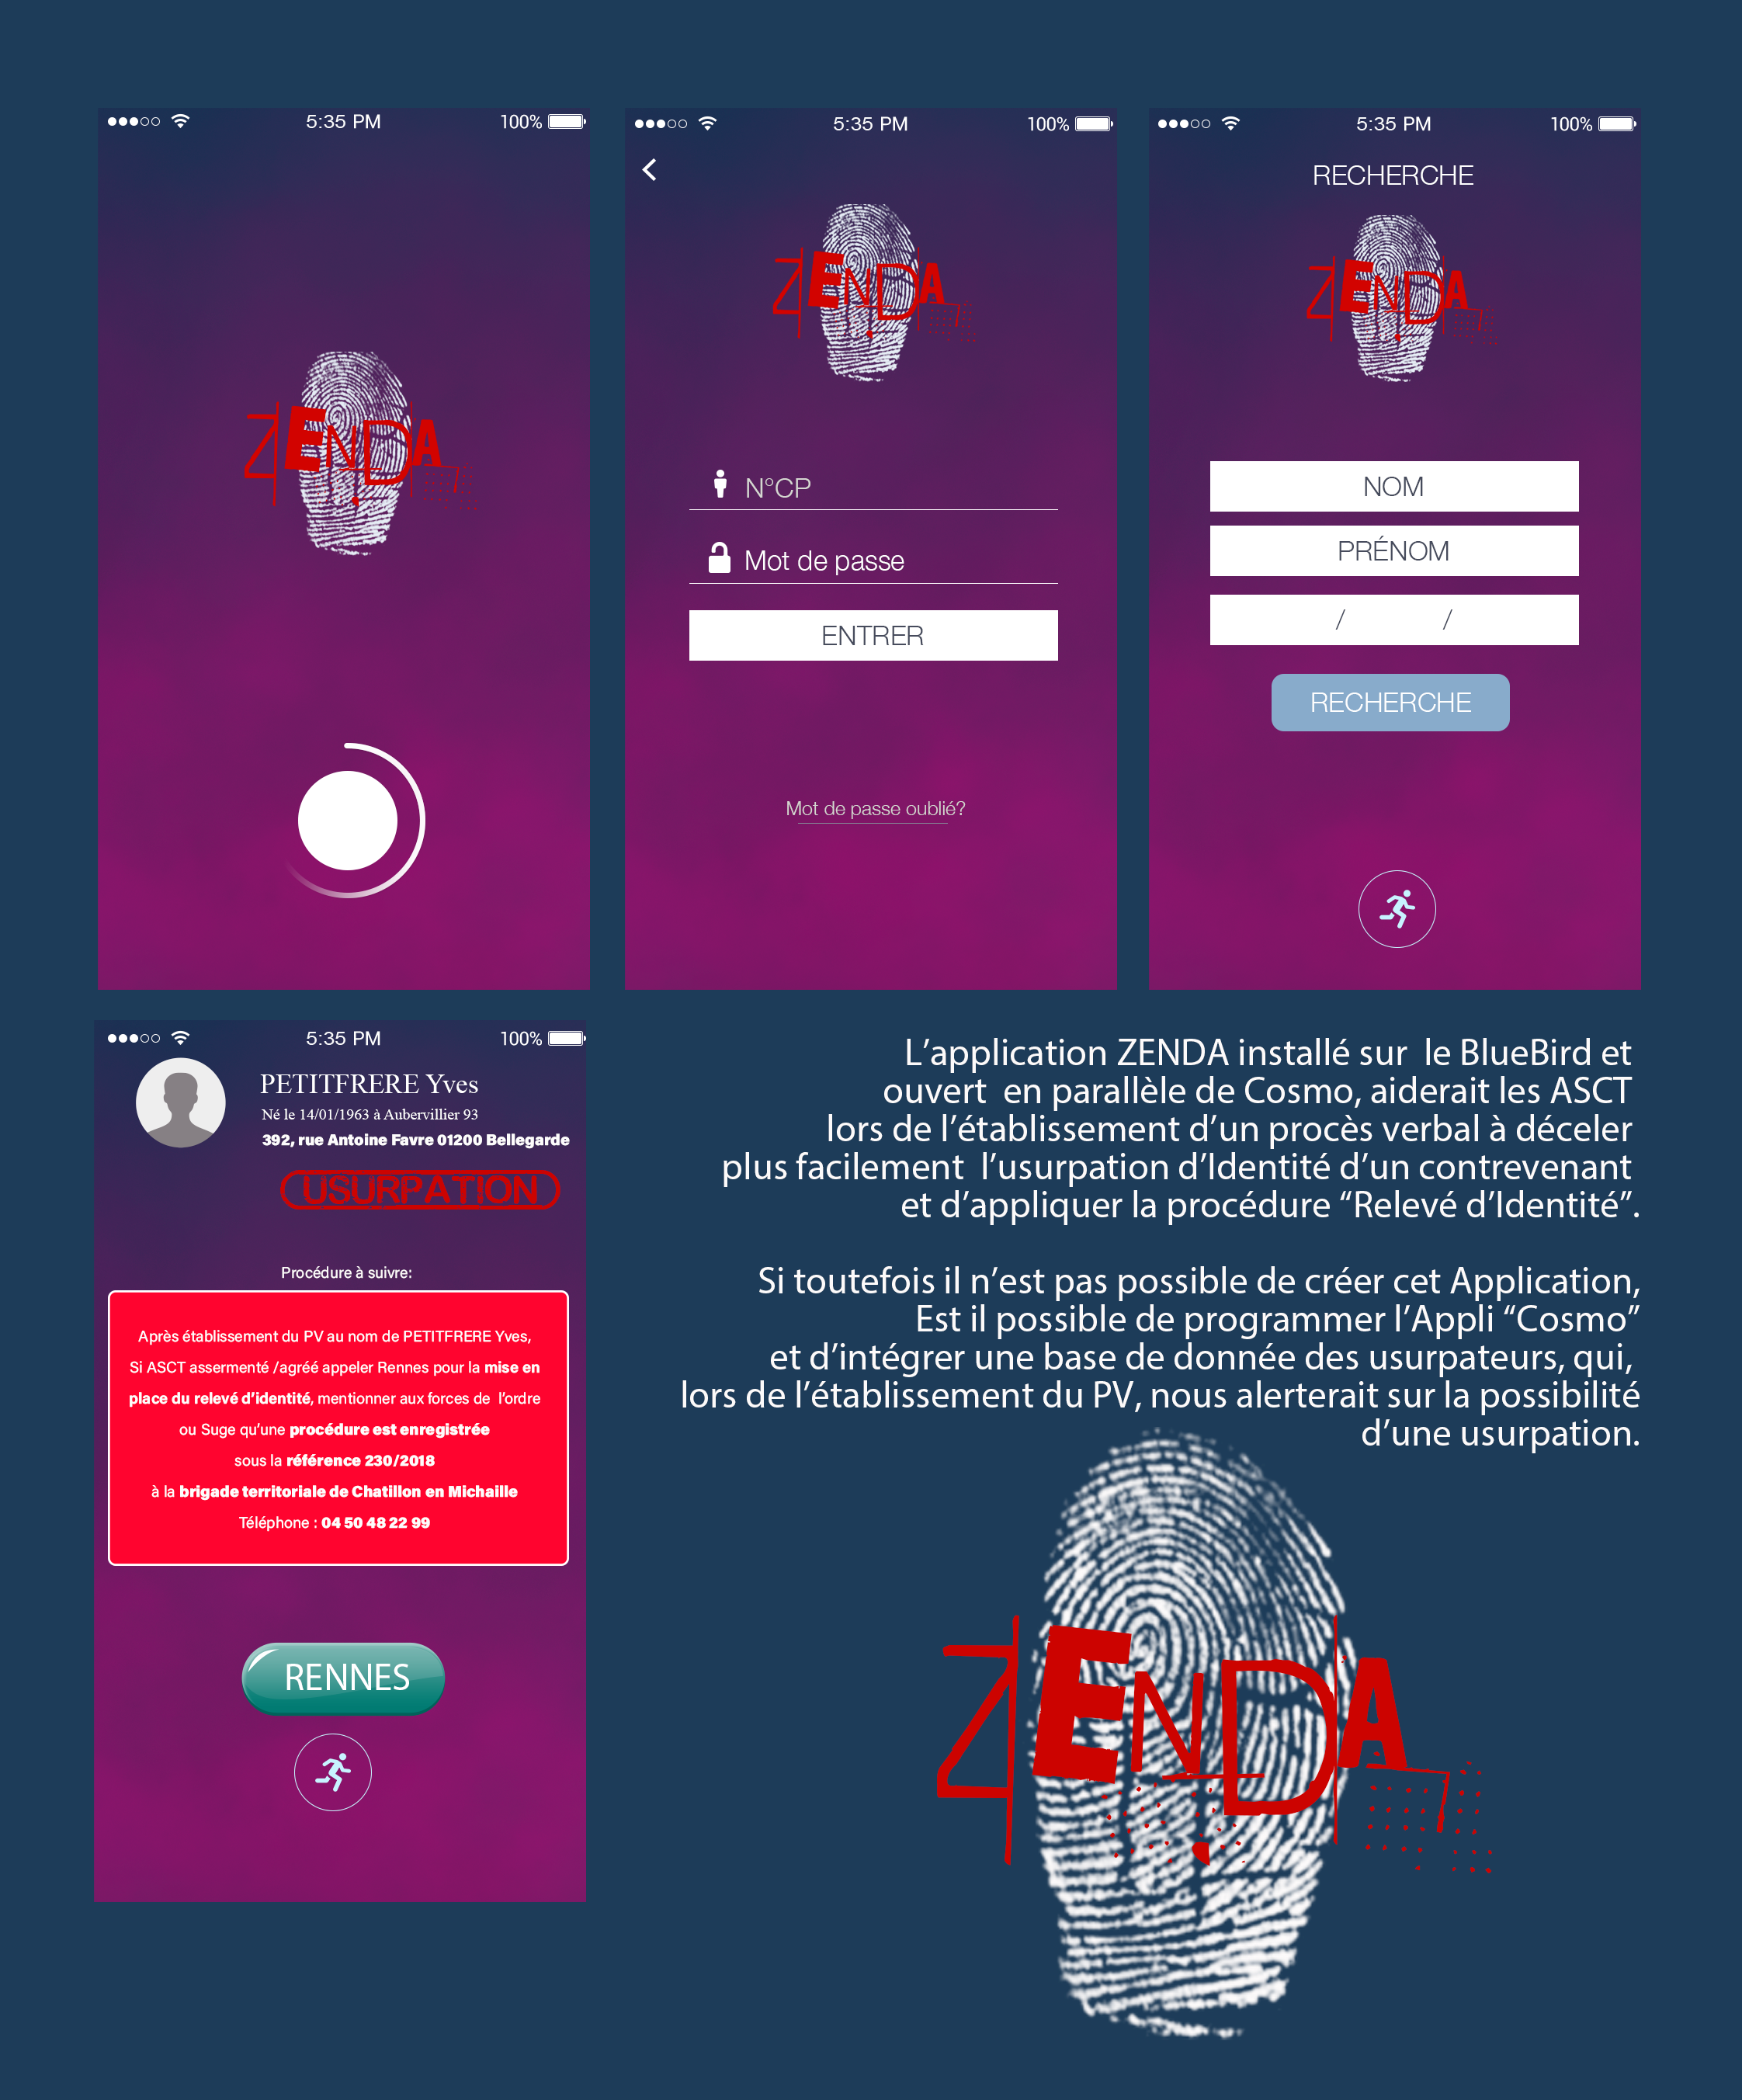 5:35 PM 100%
ZENDA
5:35 PM 100%
ZENDA
N°CP
Mot de passe
ENTRER
Mot de passe oublié?
5:35 PM 100%
RECHERCHE
ZENDA
NOM
PRÉNOM
/ /
RECHERCHE
5:35 PM 100%
PETITFRERE Yves
Né le 14/01/1963 à Aubervillier 93
392, rue Antoine Favre 01200 Bellegarde
USURPATION
Procédure à suivre:
Après établissement du PV au nom de PETITFRERE Yves,
Si ASCT assermenté /agréé appeler Rennes pour la mise en
place du relevé d'identité, mentionner aux forces de l'ordre
ou Suge qu'une procédure est enregistrée
sous la référence 230/2018
à la brigade territoriale de Chatillon en Michaille
Téléphone : 04 50 48 22 99
RENNES
L'application ZENDA installé sur le BlueBird et
ouvert en parallèle de Cosmo, aiderait les ASCT
lors de l'établissement d'un procès verbal à déceler
plus facilement l'usurpation d'Identité d'un contrevenant
et d'appliquer la procédure “Relevé d'Identité”.
Si toutefois il n'est pas possible de créer cet Application,
Est il possible de programmer l'Appli “Cosmo”
et d'intégrer une base de donnée des usurpateurs, qui,
lors de l'établissement du PV, nous alerterait sur la possibilité
d'une usurpation.
ZENDA